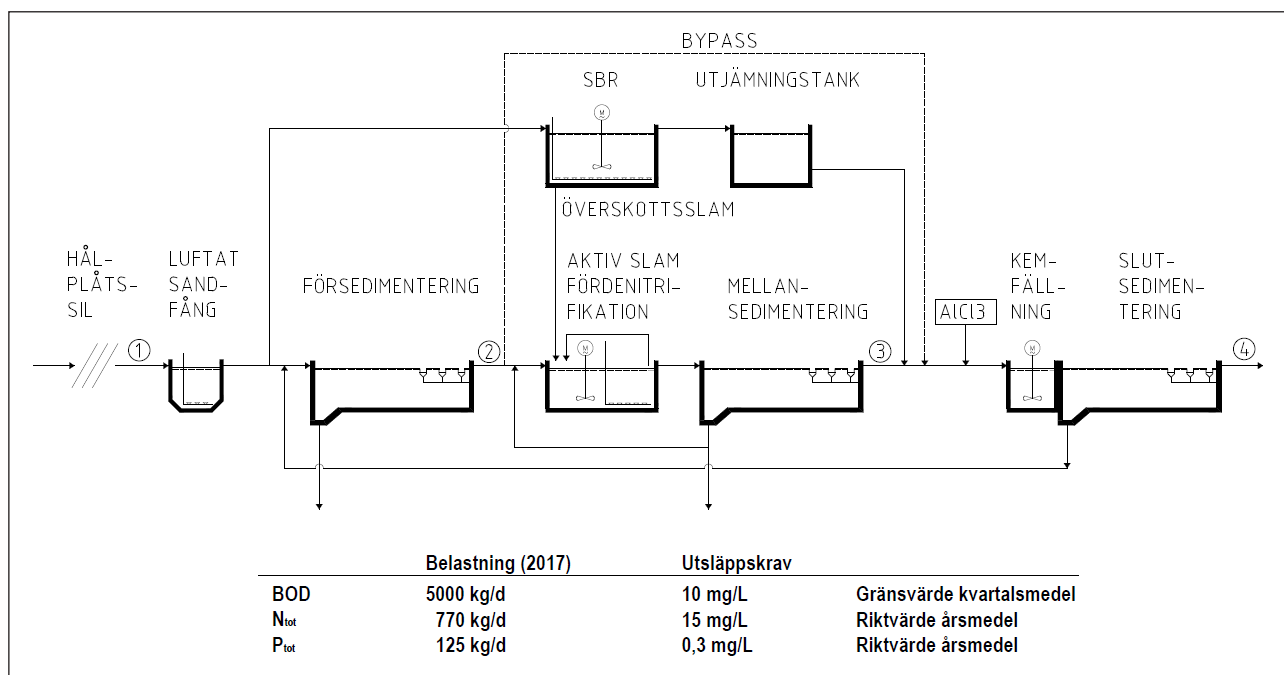 BYPASS
SBR
UTJÄMNINGSTANK
M
ÖVERSKOTTSSLAM
HÅL-
PLÅTS-
SIL
LUFTAT
SAND-
FÅNG
FÖRSEDIMENTERING
AKTIV SLAM
FÖRDENITRI-
FIKATION
MELLAN-
SEDIMENTERING
AlCl3
KEM-
FÄLL-
NING
SLUT-
SEDIMEN-
TERING
1
2
M
3
M
4
Belastning (2017) Utsläppskrav
BOD 5000 kg/d 10 mg/L Gränsvärde kvartalsmedel
Ntot 770 kg/d 15 mg/L Riktvärde årsmedel
Ptot 125 kg/d 0,3 mg/L Riktvärde årsmedel